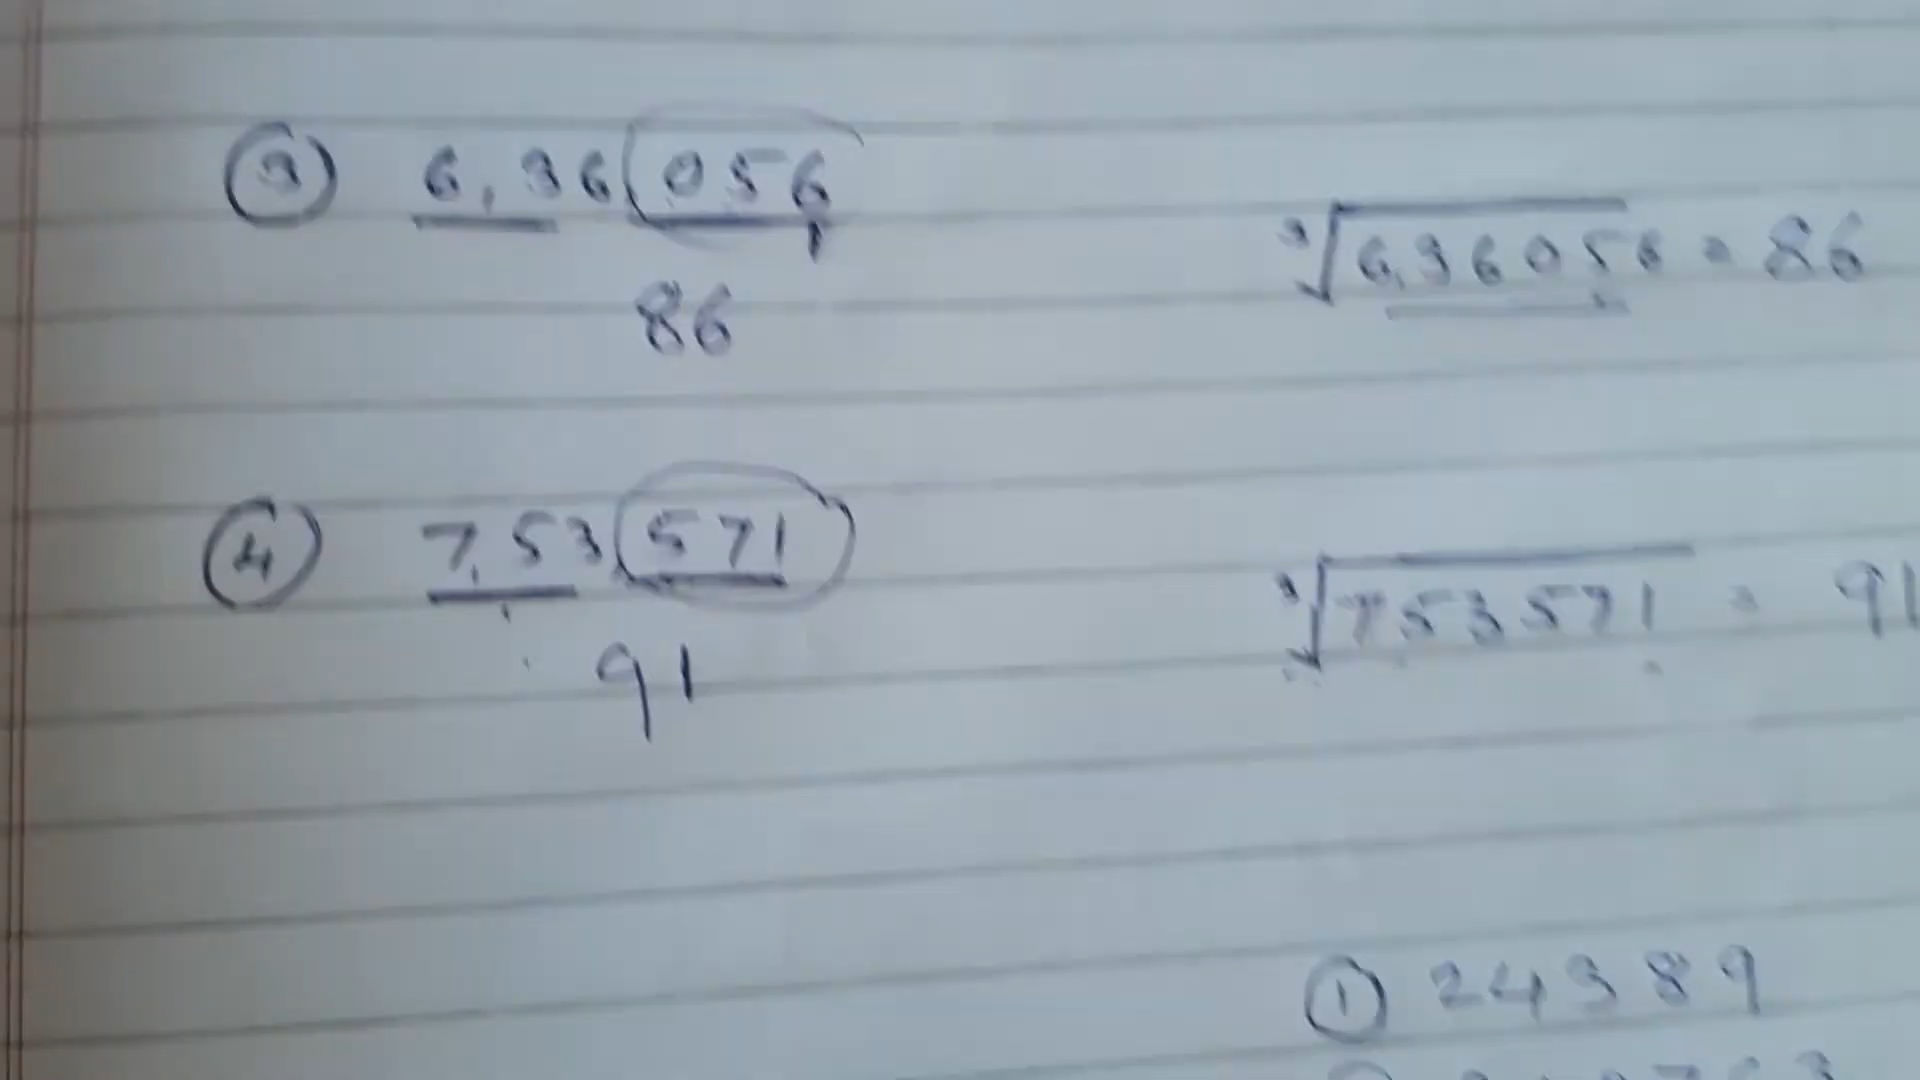 ③ 6,36 056
∛636056 = 86
86
④ 7,53 571
∛753571 = 91
91
① 24389